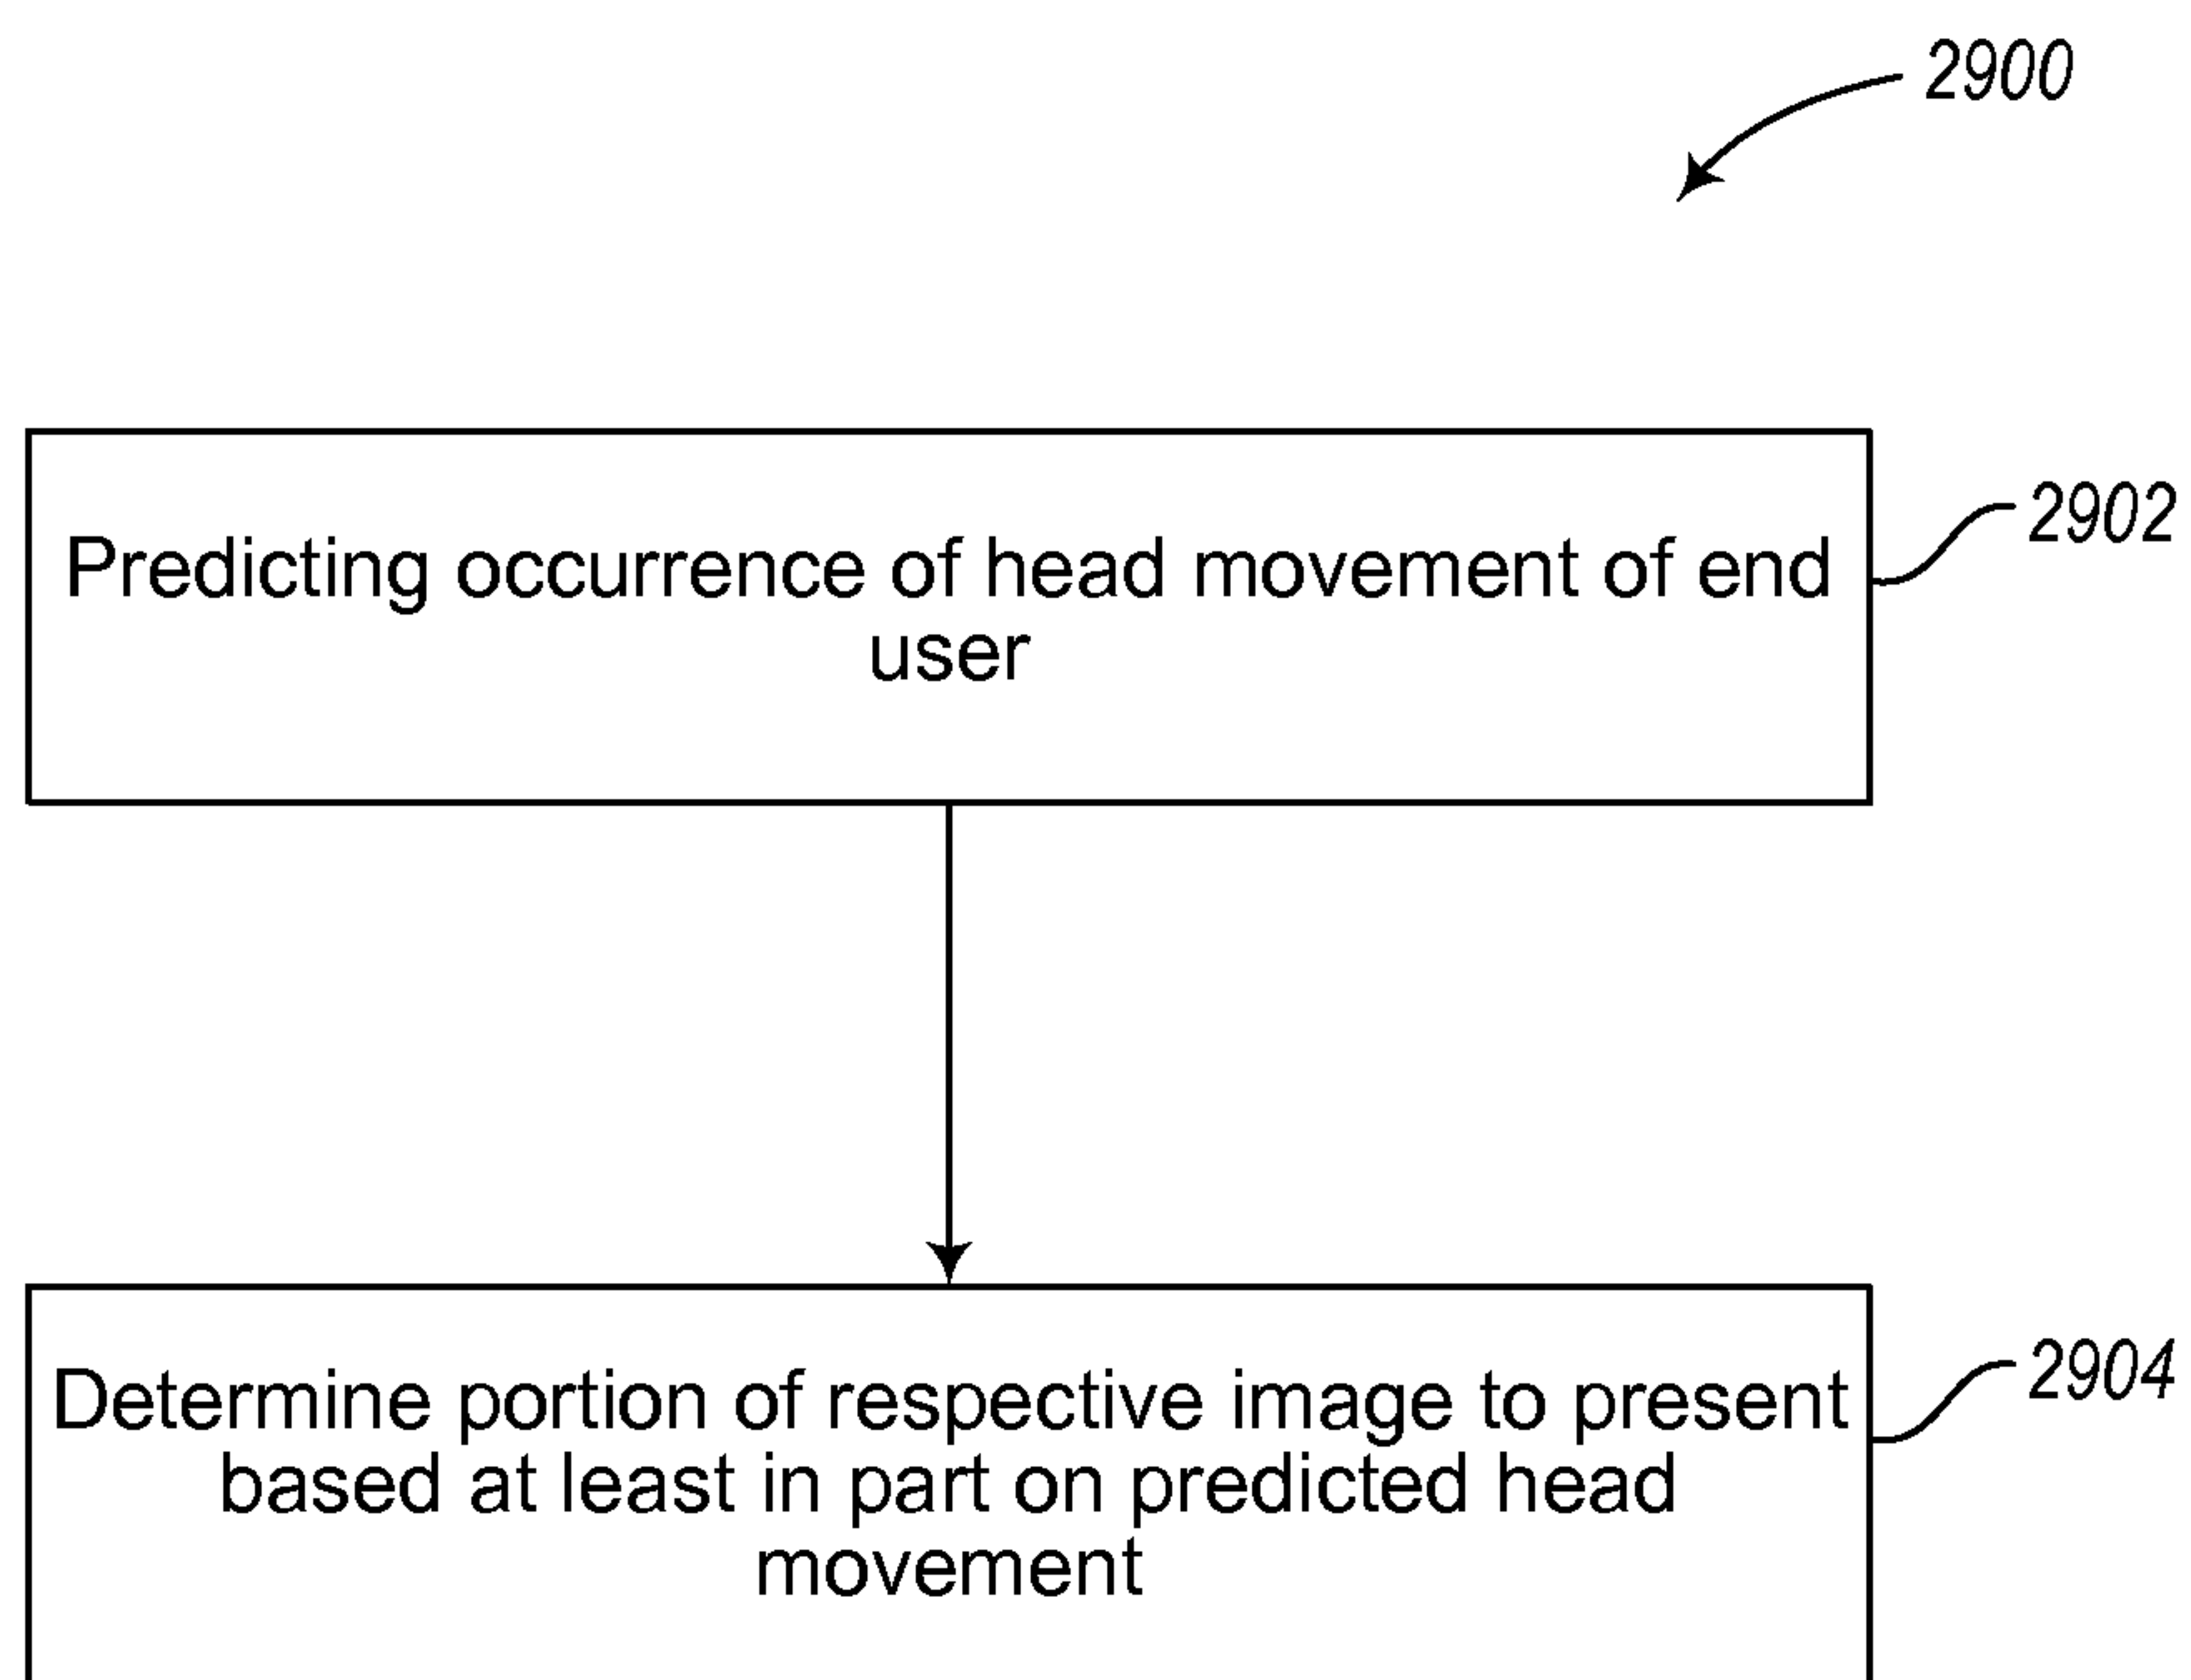 2900
Predicting occurrence of head movement of end
user
2902
Determine portion of respective image to present
based at least in part on predicted head
movement
2904